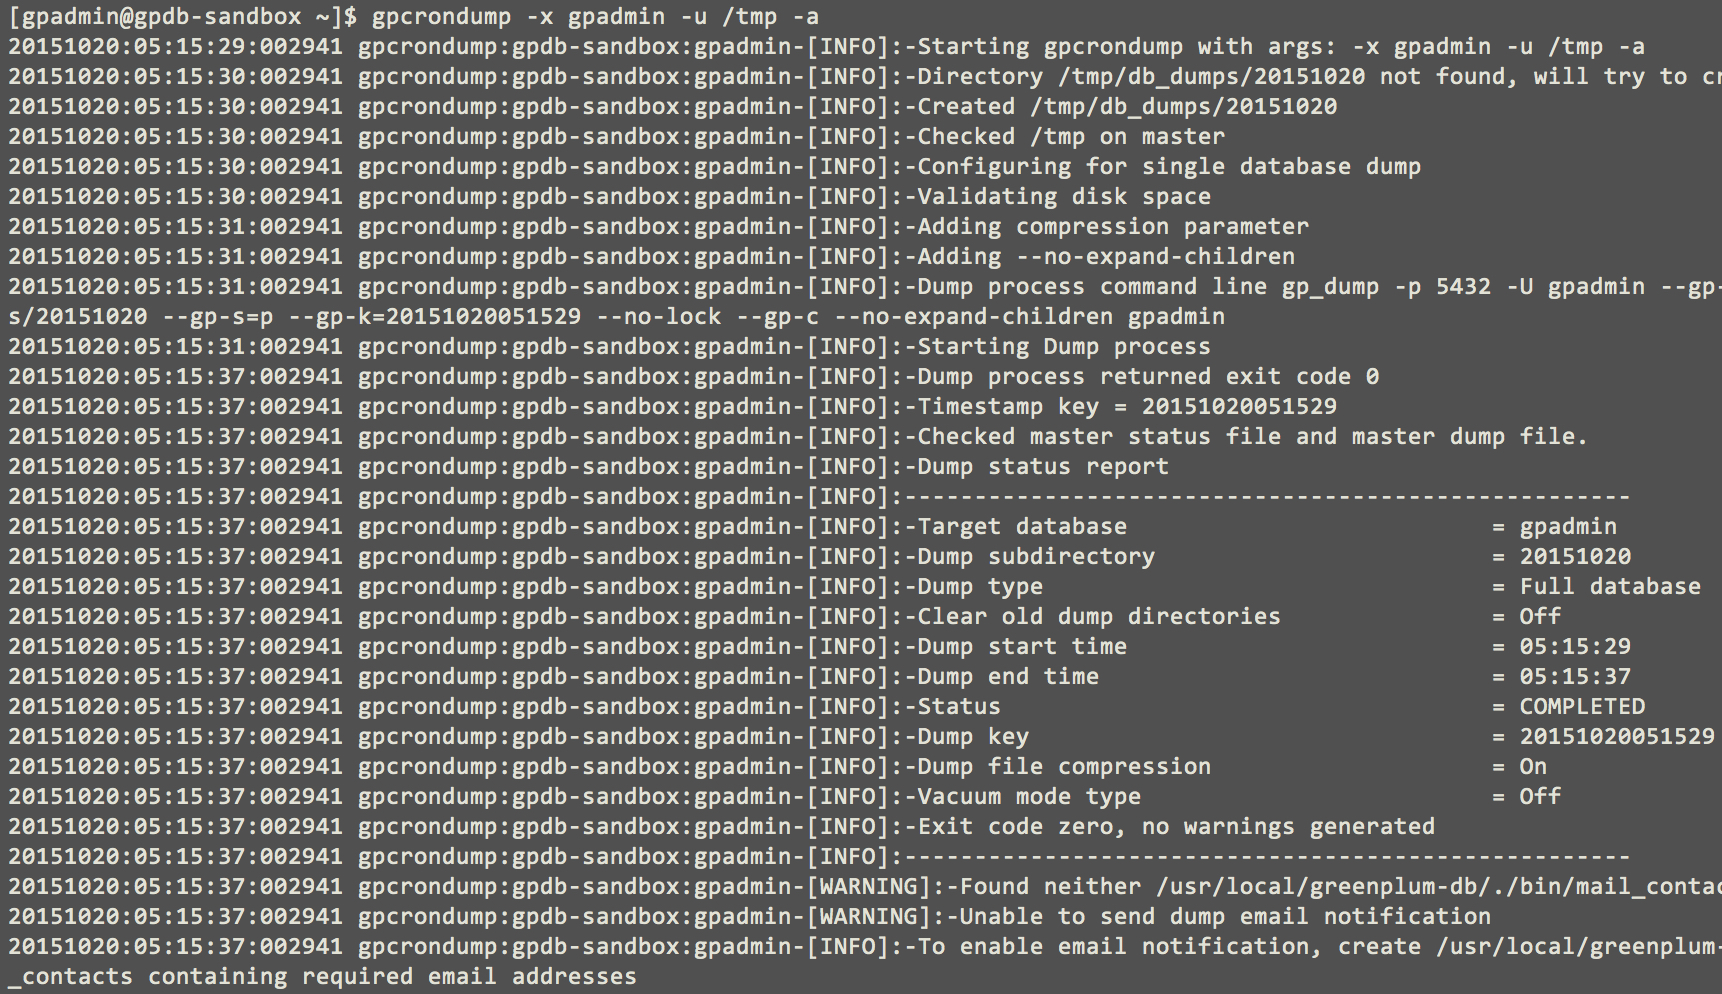 [gpadmin@gpdb-sandbox ~]$ gpcrondump -x gpadmin -u /tmp -a
20151020:05:15:29:002941 gpcrondump:gpdb-sandbox:gpadmin-[INFO]:-Starting gpcrondump with args: -x gpadmin -u /tmp -a
20151020:05:15:30:002941 gpcrondump:gpdb-sandbox:gpadmin-[INFO]:-Directory /tmp/db_dumps/20151020 not found, will try to cr
20151020:05:15:30:002941 gpcrondump:gpdb-sandbox:gpadmin-[INFO]:-Created /tmp/db_dumps/20151020
20151020:05:15:30:002941 gpcrondump:gpdb-sandbox:gpadmin-[INFO]:-Checked /tmp on master
20151020:05:15:30:002941 gpcrondump:gpdb-sandbox:gpadmin-[INFO]:-Configuring for single database dump
20151020:05:15:30:002941 gpcrondump:gpdb-sandbox:gpadmin-[INFO]:-Validating disk space
20151020:05:15:31:002941 gpcrondump:gpdb-sandbox:gpadmin-[INFO]:-Adding compression parameter
20151020:05:15:31:002941 gpcrondump:gpdb-sandbox:gpadmin-[INFO]:-Adding --no-expand-children
20151020:05:15:31:002941 gpcrondump:gpdb-sandbox:gpadmin-[INFO]:-Dump process command line gp_dump -p 5432 -U gpadmin --gp-
s/20151020 --gp-s=p --gp-k=20151020051529 --no-lock --gp-c --no-expand-children gpadmin
20151020:05:15:31:002941 gpcrondump:gpdb-sandbox:gpadmin-[INFO]:-Starting Dump process
20151020:05:15:37:002941 gpcrondump:gpdb-sandbox:gpadmin-[INFO]:-Dump process returned exit code 0
20151020:05:15:37:002941 gpcrondump:gpdb-sandbox:gpadmin-[INFO]:-Timestamp key = 20151020051529
20151020:05:15:37:002941 gpcrondump:gpdb-sandbox:gpadmin-[INFO]:-Checked master status file and master dump file.
20151020:05:15:37:002941 gpcrondump:gpdb-sandbox:gpadmin-[INFO]:-Dump status report
20151020:05:15:37:002941 gpcrondump:gpdb-sandbox:gpadmin-[INFO]:----------------------------------------------------
20151020:05:15:37:002941 gpcrondump:gpdb-sandbox:gpadmin-[INFO]:-Target database                          = gpadmin
20151020:05:15:37:002941 gpcrondump:gpdb-sandbox:gpadmin-[INFO]:-Dump subdirectory                        = 20151020
20151020:05:15:37:002941 gpcrondump:gpdb-sandbox:gpadmin-[INFO]:-Dump type                                = Full database
20151020:05:15:37:002941 gpcrondump:gpdb-sandbox:gpadmin-[INFO]:-Clear old dump directories               = Off
20151020:05:15:37:002941 gpcrondump:gpdb-sandbox:gpadmin-[INFO]:-Dump start time                          = 05:15:29
20151020:05:15:37:002941 gpcrondump:gpdb-sandbox:gpadmin-[INFO]:-Dump end time                            = 05:15:37
20151020:05:15:37:002941 gpcrondump:gpdb-sandbox:gpadmin-[INFO]:-Status                                   = COMPLETED
20151020:05:15:37:002941 gpcrondump:gpdb-sandbox:gpadmin-[INFO]:-Dump key                                 = 20151020051529
20151020:05:15:37:002941 gpcrondump:gpdb-sandbox:gpadmin-[INFO]:-Dump file compression                    = On
20151020:05:15:37:002941 gpcrondump:gpdb-sandbox:gpadmin-[INFO]:-Vacuum mode type                         = Off
20151020:05:15:37:002941 gpcrondump:gpdb-sandbox:gpadmin-[INFO]:-Exit code zero, no warnings generated
20151020:05:15:37:002941 gpcrondump:gpdb-sandbox:gpadmin-[INFO]:----------------------------------------------------
20151020:05:15:37:002941 gpcrondump:gpdb-sandbox:gpadmin-[WARNING]:-Found neither /usr/local/greenplum-db/./bin/mail_contac
20151020:05:15:37:002941 gpcrondump:gpdb-sandbox:gpadmin-[WARNING]:-Unable to send dump email notification
20151020:05:15:37:002941 gpcrondump:gpdb-sandbox:gpadmin-[INFO]:-To enable email notification, create /usr/local/greenplum-
_contacts containing required email addresses